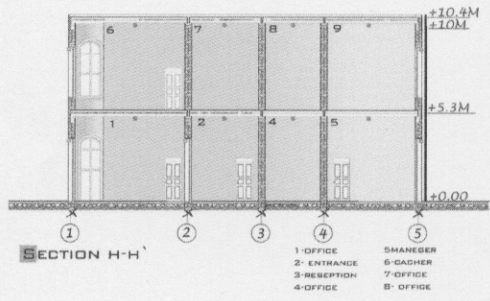 +10.4M
+10M
6 7 8 9
+5.3M
1 2 4 5
+0.00
1 2 3 4 5
SECTION H-H`
1-OFFICE
2- ENTRANCE
3-RESEPTION
4-OFFICE
5MANEGER
6-CACHER
7-OFFICE
8- OFFICE